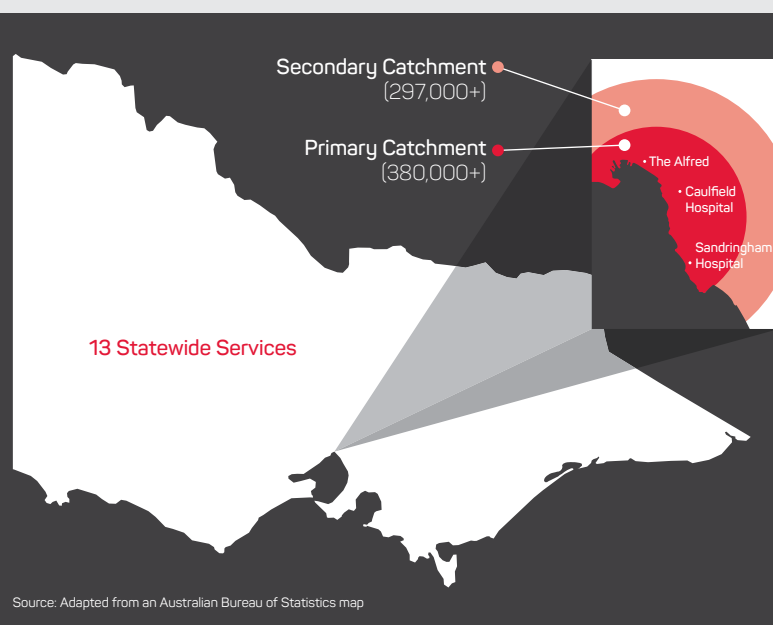 Secondary Catchment
(297,000+)
Primary Catchment
(380,000+)
• The Alfred
• Caulfield
Hospital
Sandringham
• Hospital
13 Statewide Services
Source: Adapted from an Australian Bureau of Statistics map